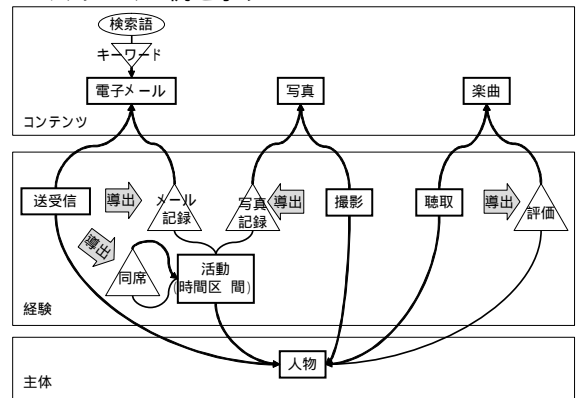 検索語
キーワード
電子メール
写真
楽曲
コンテンツ
送受信
導出
メール
記録
写真
記録
導出
撮影
聴取
導出
評価
導出
同席
活動
(時間区 間)
経験
人物
主体